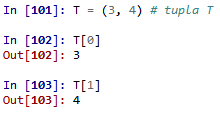 In [101]: T = (3, 4) # tupla T
In [102]: T[0]
Out[102]: 3
In [103]: T[1]
Out[103]: 4